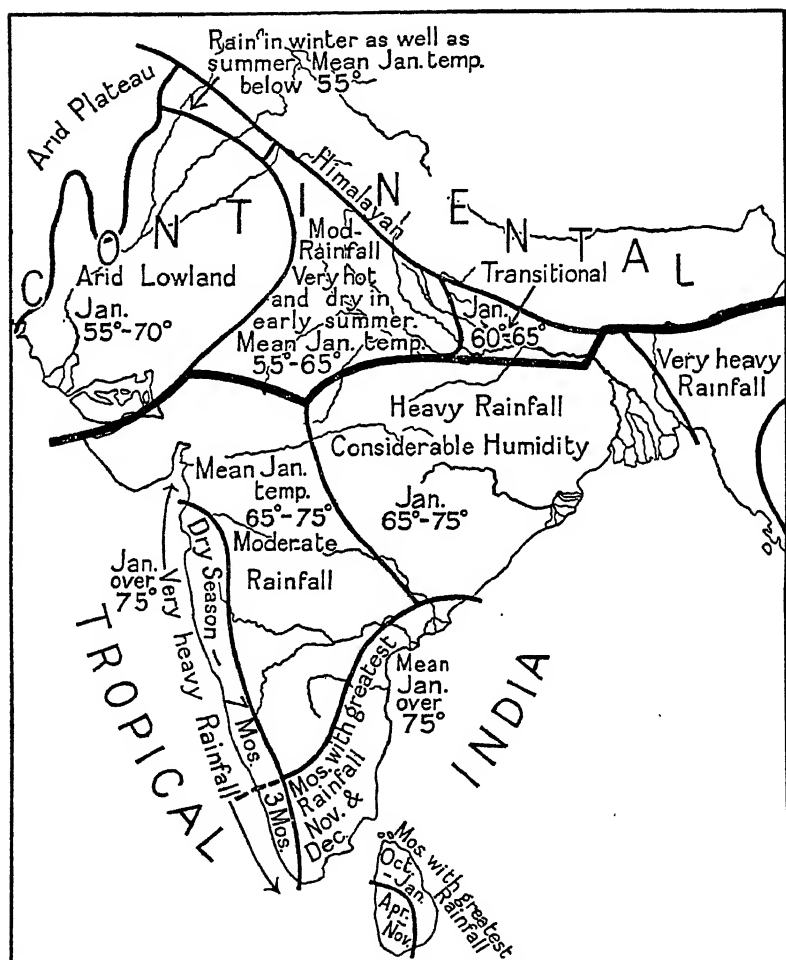 Rain in winter as well as
summer. Mean Jan. temp.
below 55°
Arid Plateau
Himalayan
CONTINENTAL
Arid Lowland
Jan.
55°-70°
Mod-
Rainfall
Very hot
and dry in
early summer.
Mean Jan. temp.
55°-65°
Transitional
Jan.
60°-65°
Very heavy
Rainfall
Heavy Rainfall
Considerable Humidity
Jan.
65°-75°
Mean Jan.
temp.
65°-75°
Moderate
Rainfall
Jan.
over
75°
Very heavy Rainfall
Dry Season - 7 Mos.
3 Mos.
TROPICAL
INDIA
Mean
Jan.
over
75°
Mos. with greatest
Rainfall
Nov. &
Dec.
Mos. with greatest
Rainfall
Oct.
-Jan.
Apr.
-
Nov.